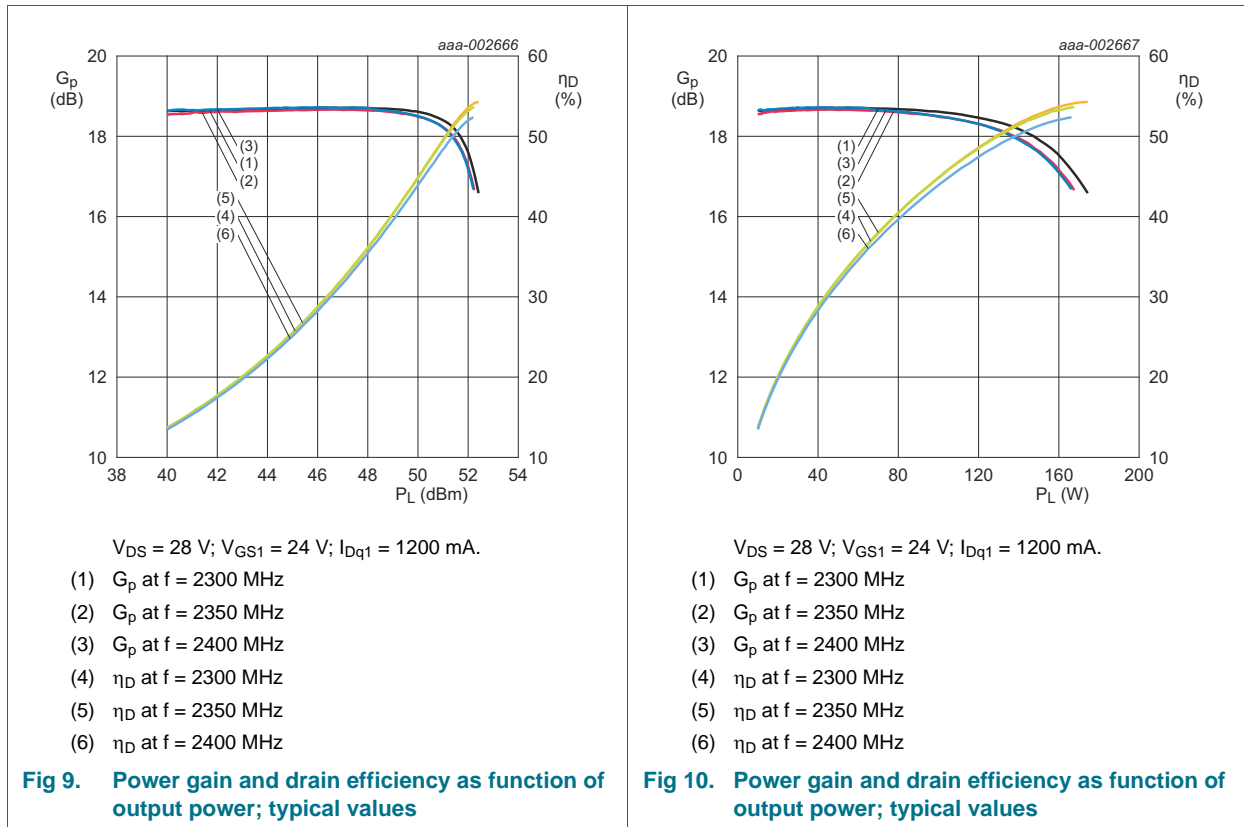 aaa-002666
20
18
16
14
12
10
G_p
(dB)
60
50
40
30
20
10
η_D
(%)
(3)
(1)
(2)
(5)
(4)
(6)
38
40
42
44
46
48
50
52
54
P_L (dBm)
V_DS = 28 V; V_GS1 = 24 V; I_Dq1 = 1200 mA.
(1) G_p at f = 2300 MHz
(2) G_p at f = 2350 MHz
(3) G_p at f = 2400 MHz
(4) η_D at f = 2300 MHz
(5) η_D at f = 2350 MHz
(6) η_D at f = 2400 MHz
Fig 9. Power gain and drain efficiency as function of
output power; typical values
aaa-002667
20
18
16
14
12
10
G_p
(dB)
60
50
40
30
20
10
η_D
(%)
(1)
(3)
(2)
(5)
(4)
(6)
0
40
80
120
160
200
P_L (W)
V_DS = 28 V; V_GS1 = 24 V; I_Dq1 = 1200 mA.
(1) G_p at f = 2300 MHz
(2) G_p at f = 2350 MHz
(3) G_p at f = 2400 MHz
(4) η_D at f = 2300 MHz
(5) η_D at f = 2350 MHz
(6) η_D at f = 2400 MHz
Fig 10. Power gain and drain efficiency as function of
output power; typical values